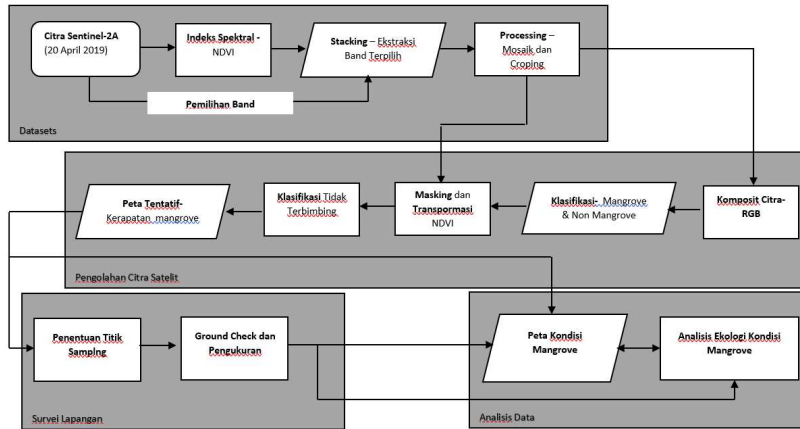 Citra Sentinel-2A
(20 April 2019)
Indeks Spektral -
NDVI
Stacking – Ekstraksi
Band Terpilih
Processing –
Mosaik dan
Croping
Pemilihan Band
Datasets
Peta Tentatif-
Kerapatan mangrove
Klasifikasi Tidak
Terbimbing
Masking dan
Transpormasi
NDVI
Klasifikasi- Mangrove
& Non Mangrove
Komposit Citra-
RGB
Pengolahan Citra Satelit
Penentuan Titik
Sampling
Ground Check dan
Pengukuran
Survei Lapangan
Peta Kondisi
Mangrove
Analisis Ekologi Kondisi
Mangrove
Analisis Data